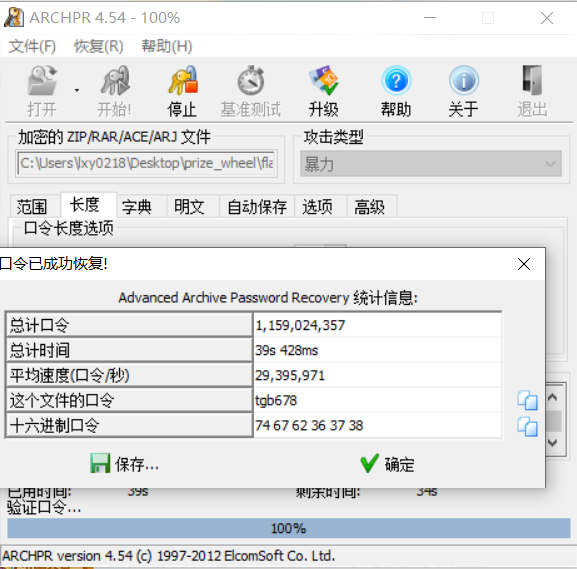 ARCHPR 4.54 - 100%
文件(F) 恢复(R) 帮助(H)
打开 开始! 停止 基准测试 升级 帮助 关于 退出
加密的 ZIP/RAR/ACE/ARJ 文件 攻击类型
C:\Users\lxy0218\Desktop\prize_wheel\fla 暴力
范围 长度 字典 明文 自动保存 选项 高级
口令长度选项
口令已成功恢复!
Advanced Archive Password Recovery 统计信息:
总计口令 1,159,024,357
总计时间 39s 428ms
平均速度(口令/秒) 29,395,971
这个文件的口令 tgb678
十六进制口令 74 67 62 36 37 38
保存... 确定
已用时间: 39s 剩余时间: 34s
验证口令...
100%
ARCHPR version 4.54 (c) 1997-2012 ElcomSoft Co. Ltd.